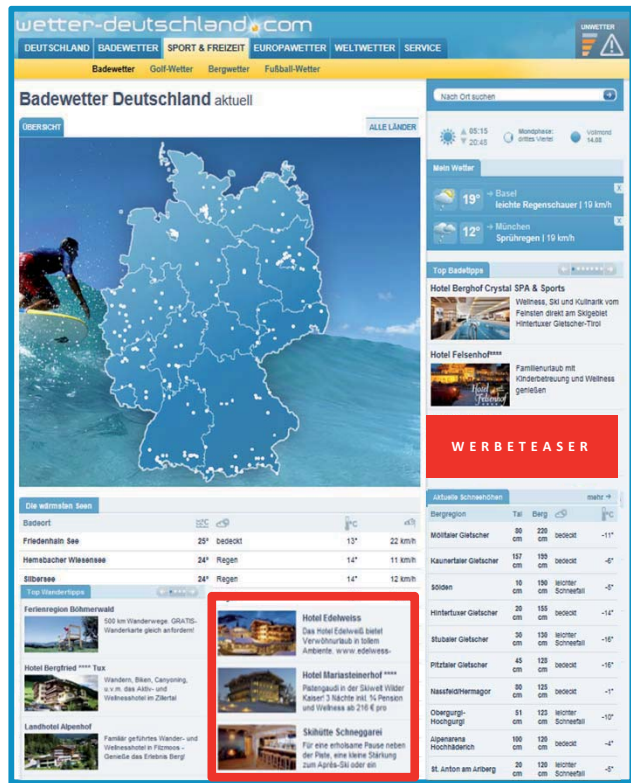 wetter-deutschland.com
UNWETTER
DEUTSCHLAND BADEWETTER SPORT & FREIZEIT EUROPAWETTER WELTWETTER SERVICE
Badewetter Golf-Wetter Bergwetter Fußball-Wetter
Badewetter Deutschland aktuell
ÜBERSICHT
ALLE LÄNDER
Nach Ort suchen
05:15
20:45
Mondphase:
drittes Viertel
Vollmond
14.08
Mein Wetter
19° Basel
leichte Regenschauer | 19 km/h
12° München
Sprühregen | 19 km/h
Top Badetipps
Hotel Berghof Crystal SPA & Sports
Wellness, Ski und Kulinarik vom
Feinsten direkt am Skigebiet
Hintertuxer Gletscher-Tirol
Hotel Felsenhof****
Familienurlaub mit
Kinderbetreuung und Wellness
genießen
Hotel
Felsenhof
WERBETEASER
Die wärmsten Seen
Badeort °C °C
Friedenhain See 25° bedeckt 13° 22 km/h
Hemsbacher Wiesensee 24° Regen 14° 11 km/h
Silbersee 24° Regen 14° 12 km/h
Top Wandertipps
Ferienregion Böhmerwald
500 km Wanderwege. GRATIS-
Wanderkarte gleich anfordern!
Hotel Bergfried **** Tux
Wandern, Biken, Canyoning,
u.v.m. das Aktiv- und
Wellnesshotel im Zillertal
Landhotel Alpenhof
Familiär geführtes Wander- und
Wellnesshotel in Filzmoos -
Genieße das Erlebnis Berg!
Hotel Edelweiss
Das Hotel Edelweiß bietet
Verwöhnurlaub in tollem
Ambiente. www.edelweiss-
Hotel Mariasteinerhof ****
Patengaudi in der Skiwelt Wilder
Kaiser! 3 Nächte inkl. ¾ Pension
und Wellness ab 216 € pro
Skihütte Schneggarei
Für eine erholsame Pause neben
der Piste, eine kleine Stärkung
zum Après-Ski oder ein
Aktuelle Schneehöhen mehr
Bergregion Tal Berg °C
Mölltaler Gletscher 80 cm 220 cm bedeckt -11°
Kaunertaler Gletscher 157 cm 199 cm bedeckt -6°
Sölden 10 cm 150 cm leichter Schneefall -5°
Hintertuxer Gletscher 20 cm 155 cm bedeckt -14°
Stubaier Gletscher 30 cm 130 cm leichter Schneefall -16°
Pitztaler Gletscher 45 cm 125 cm bedeckt -16°
Nassfeld/Hermagor 50 cm 125 cm bedeckt -1°
Obergurgl-Hochgurgl 51 cm 123 cm leichter Schneefall -10°
Alpenarena Hochhäderich 100 cm 120 cm bedeckt -4°
St. Anton am Arlberg 20 cm 120 cm leichter Schneefall -5°